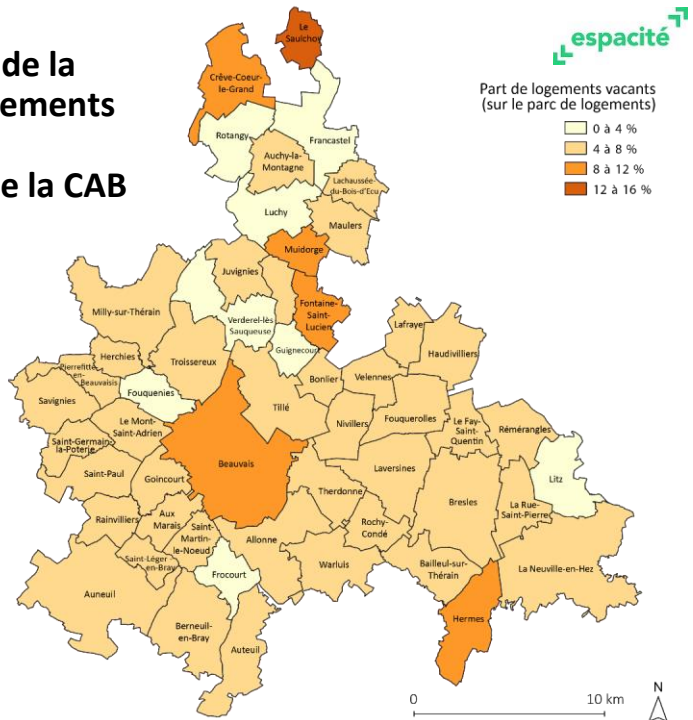 de la
ements
e la CAB
espacité
Part de logements vacants
(sur le parc de logements)
0 à 4 %
4 à 8 %
8 à 12 %
12 à 16 %
Le
Saulchoy
Crêve-Coeur-
le-Grand
Rotangy
Francastel
Auchy-la-
Montagne
Lachaussée-
du-Bois-d'Ecu
Luchy
Maulers
Muidorge
Juvignies
Fontaine-
Saint-
Lucien
Milly-sur-Thérain
Verderel-lès
Sauqueuse
Guignecourt
Lafraye
Haudivillers
Troissereux
Herchies
Pierrefitte-
en-
Beauvaisis
Fouquenies
Savignies
Bonlier
Velennes
Tillé
Nivillers
Fouquerolles
Le Fay-
Saint-
Quentin
Rémérangles
Le Mont-
Saint-Adrien
Saint-Germain-
la-Poterie
Saint-Paul
Goincourt
Beauvais
Laversines
Litz
Therdonne
Bresles
La Rue-
Saint-Pierre
Rainvilliers
Aux
Marais
Saint-
Martin-
le-Noeud
Allonne
Rochy-
Condé
Saint-Léger
en-Bray
Frocourt
Warluis
Bailleul-sur-
Thérain
La Neuville-en-Hez
Auneuil
Berneuil-
en-Bray
Auteuil
Hermes
0
10 km
N